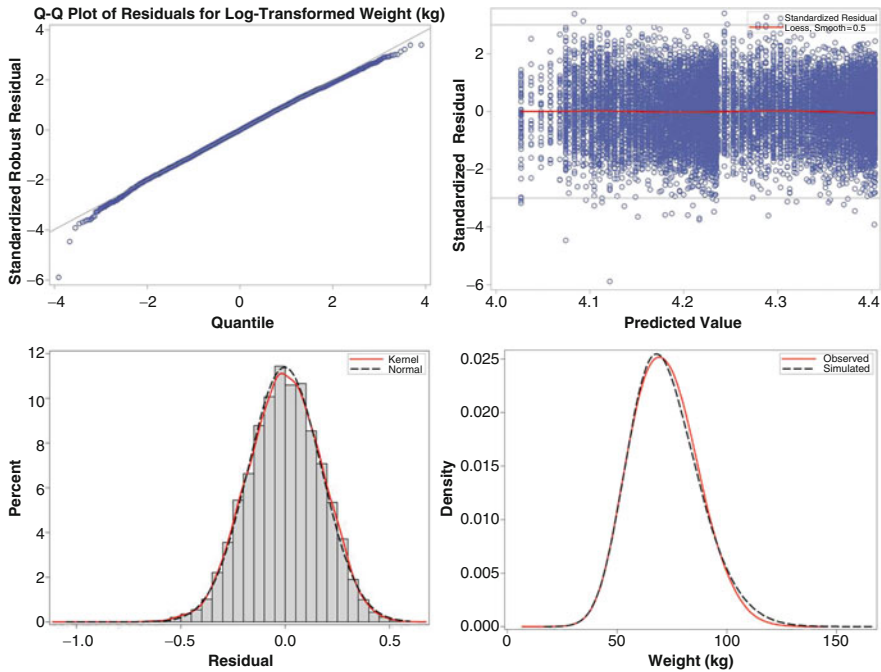 Q-Q Plot of Residuals for Log-Transformed Weight (kg)
Standardized Robust Residual
4
2
0
−2
−4
−6
−4
−2
0
2
4
Quantile
Standardized Residual
Standardized Residual
Loess, Smooth=0.5
2
0
−2
−4
−6
4.0
4.1
4.2
4.3
4.4
Predicted Value
Percent
12
10
8
6
4
2
0
Kernel
Normal
−1.0
−0.5
0.0
0.5
Residual
Density
0.025
0.020
0.015
0.010
0.005
0.000
Observed
Simulated
0
50
100
150
Weight (kg)